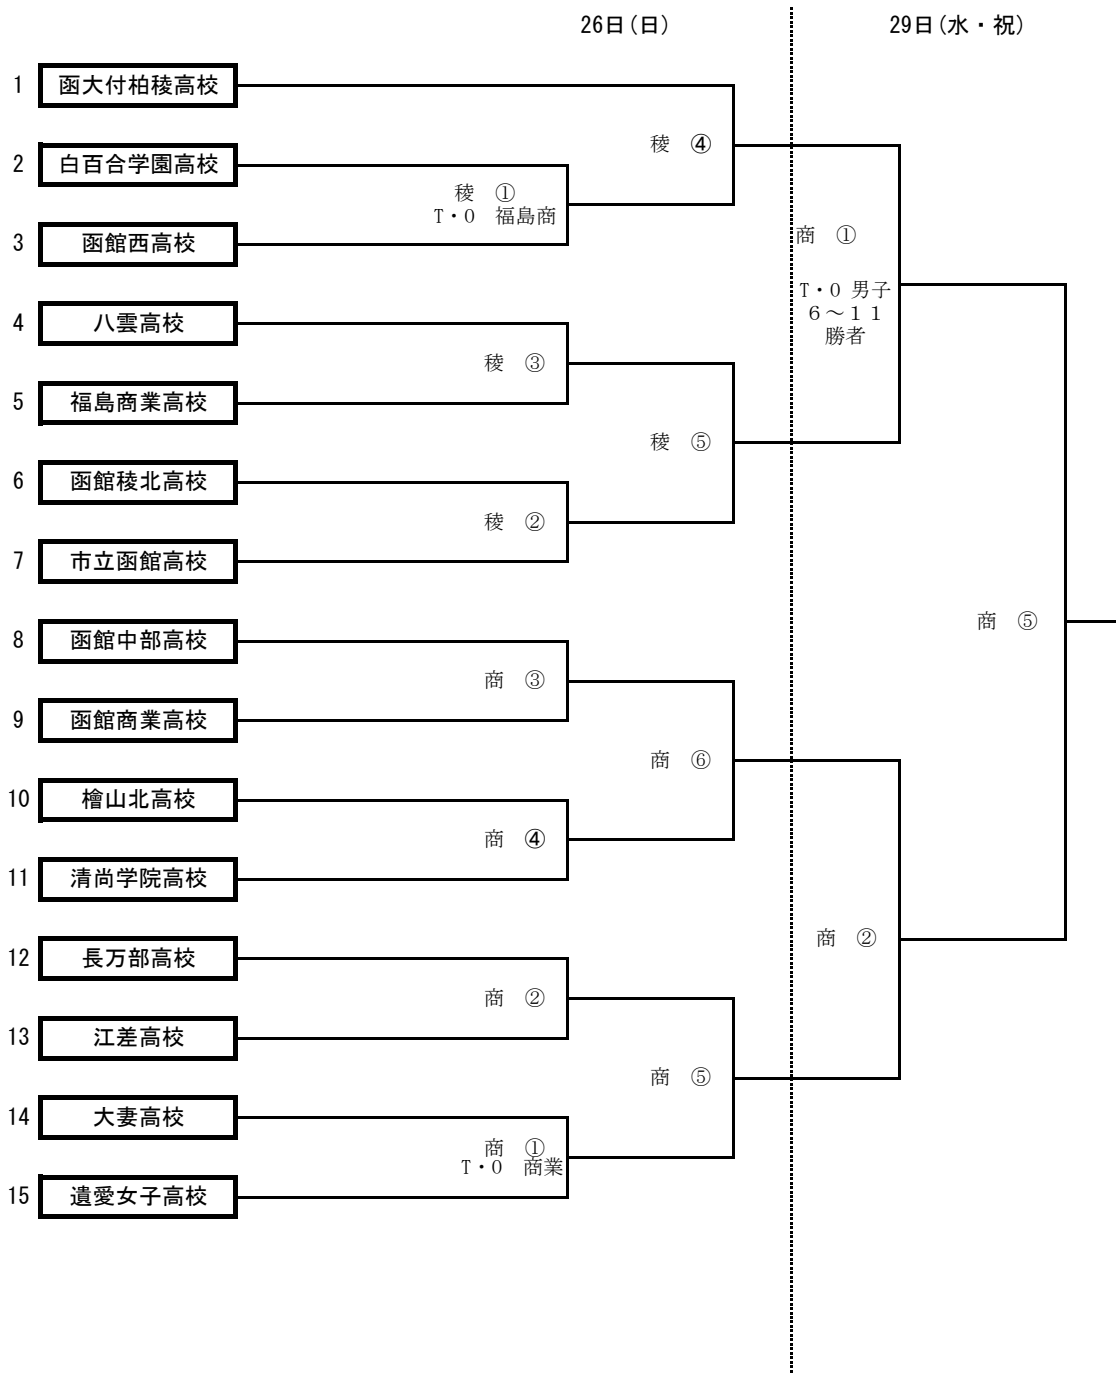 26日(日)
29日(水・祝)
1 函大付柏稜高校
稜 ④
2 白百合学園高校
稜 ①
T・O 福島商
3 函館西高校
商 ①
T・O 男子
６～１１
勝者
4 八雲高校
稜 ③
5 福島商業高校
稜 ⑤
6 函館稜北高校
稜 ②
7 市立函館高校
商 ⑤
8 函館中部高校
商 ③
9 函館商業高校
商 ⑥
10 檜山北高校
商 ④
11 清尚学院高校
商 ②
12 長万部高校
商 ②
13 江差高校
商 ⑤
14 大妻高校
商 ①
T・O 商業
15 遺愛女子高校